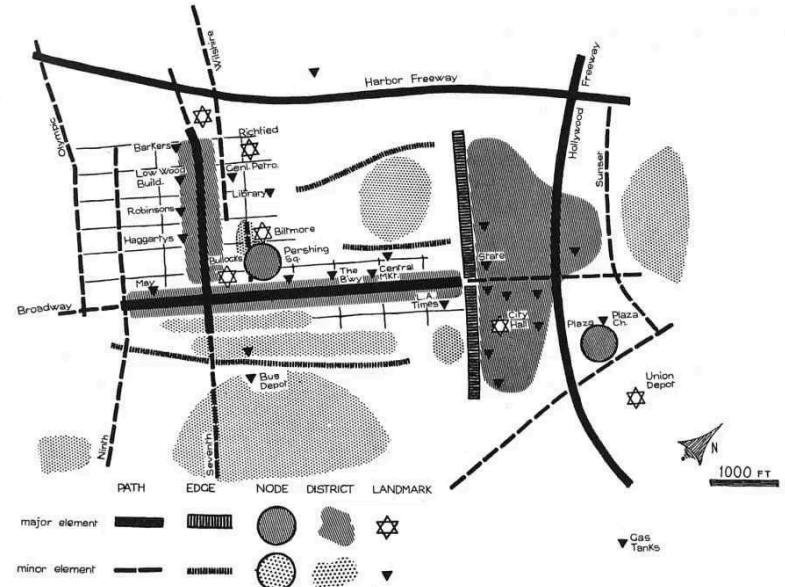 Wilshire
Harbor Freeway
Freeway
Hollywood
Olympic
Sunset
Richfied
Barkers
Genl. Petro.
Low Wood
Build.
Library
Robinsons
Biltmore
Haggartys
Pershing
Sq.
Bullocks
State
The
B'wy
Central
Mkt.
May
Broadway
L.A.
Times
City
Hall
Plaza
Plaza
Ch.
Bus
Depot
Union
Depot
Ninth
Seventh
N
1000 FT
PATH EDGE NODE DISTRICT LANDMARK
major element
minor element
Gas
Tanks